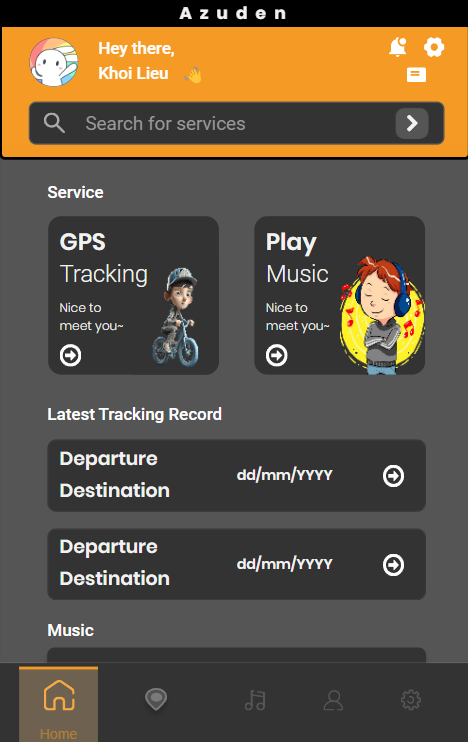 Azuden
Hey there,
Khoi Lieu 👋
Search for services
Service
GPS
Tracking
Nice to
meet you~
Play
Music
Nice to
meet you~
Latest Tracking Record
Departure
Destination
dd/mm/YYYY
Departure
Destination
dd/mm/YYYY
Music
Home